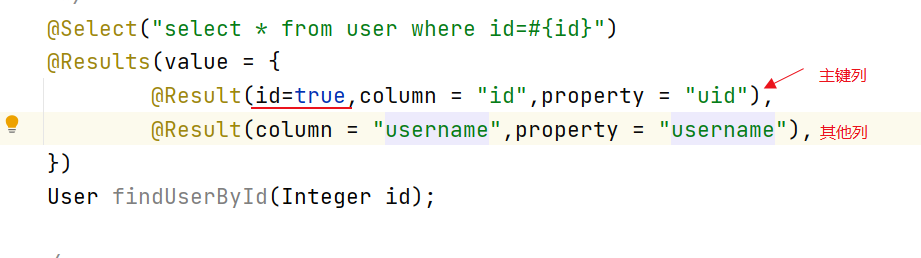 @Select("select * from user where id=#{id}")
@Results(value = {
@Result(id=true,column = "id",property = "uid"), 主键列
@Result(column = "username",property = "username"), 其他列
})
User findUserById(Integer id);